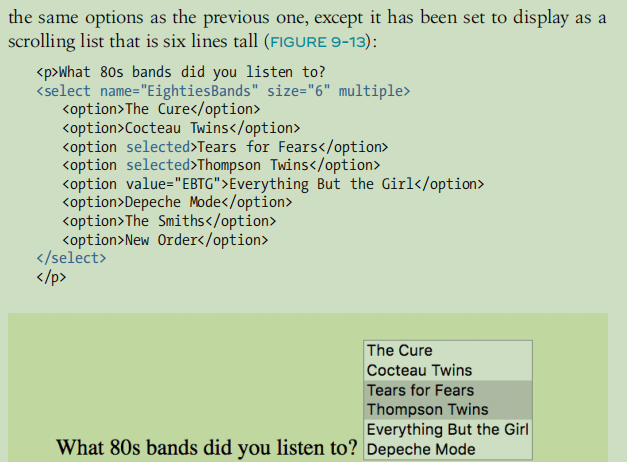 the same options as the previous one, except it has been set to display as a
scrolling list that is six lines tall (FIGURE 9-13):
<p>What 80s bands did you listen to?
<select name="EightiesBands" size="6" multiple>
<option>The Cure</option>
<option>Cocteau Twins</option>
<option selected>Tears for Fears</option>
<option selected>Thompson Twins</option>
<option value="EBTG">Everything But the Girl</option>
<option>Depeche Mode</option>
<option>The Smiths</option>
<option>New Order</option>
</select>
</p>
The Cure
Cocteau Twins
Tears for Fears
Thompson Twins
Everything But the Girl
What 80s bands did you listen to? Depeche Mode